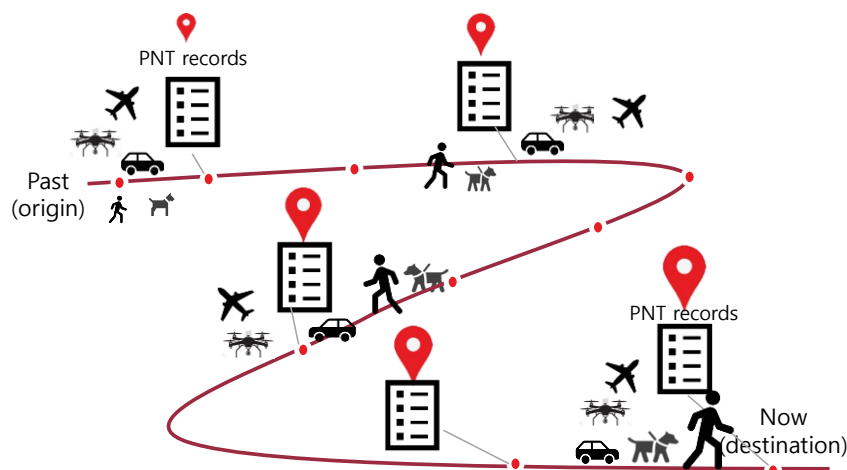 PNT records
Past
(origin)
PNT records
Now
(destination)